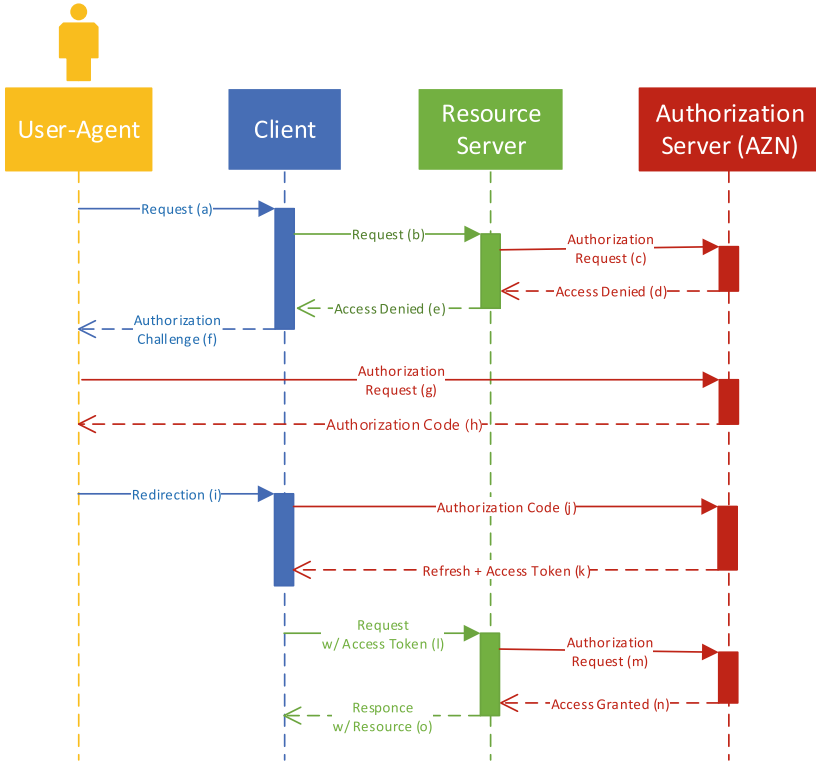 User-Agent
Client
Resource
Server
Authorization
Server (AZN)
Request (a)
Request (b)
Authorization
Request (c)
Access Denied (d)
Access Denied (e)
Authorization
Challenge (f)
Authorization
Request (g)
Authorization Code (h)
Redirection (i)
Authorization Code (j)
Refresh + Access Token (k)
Request
w/ Access Token (l)
Authorization
Request (m)
Access Granted (n)
Responce
w/ Resource (o)